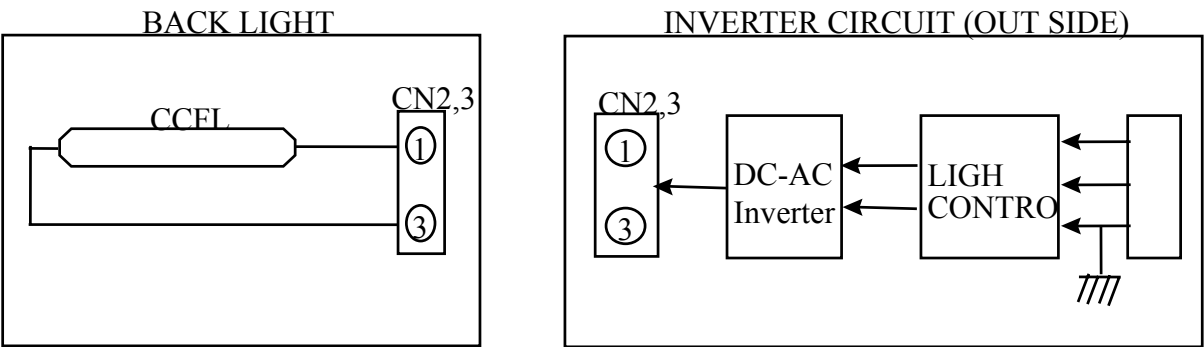 BACK LIGHT
CCFL
CN2,3
1
3
INVERTER CIRCUIT (OUT SIDE)
CN2,3
1
3
DC-AC
Inverter
LIGH
CONTRO